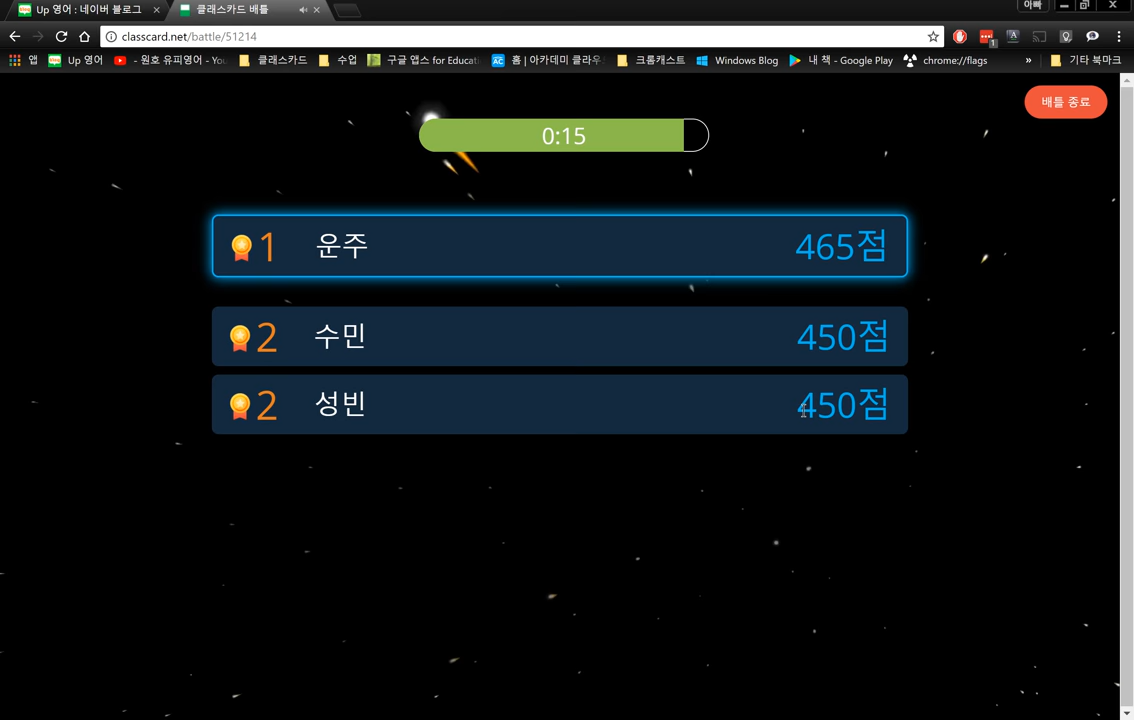 Up 영어 : 네이버 블로그
클래스카드 배틀
아빠
classcard.net/battle/51214
1
앱
Up 영어
- 원호 유피영어 - You
클래스카드
수업
구글 앱스 for Educati
홈 | 아카데미 클라우
크롬캐스트
Windows Blog
내 책 - Google Play
chrome://flags
»
기타 북마크
배틀 종료
0:15
1 운주 465점
2 수민 450점
2 성빈 450점